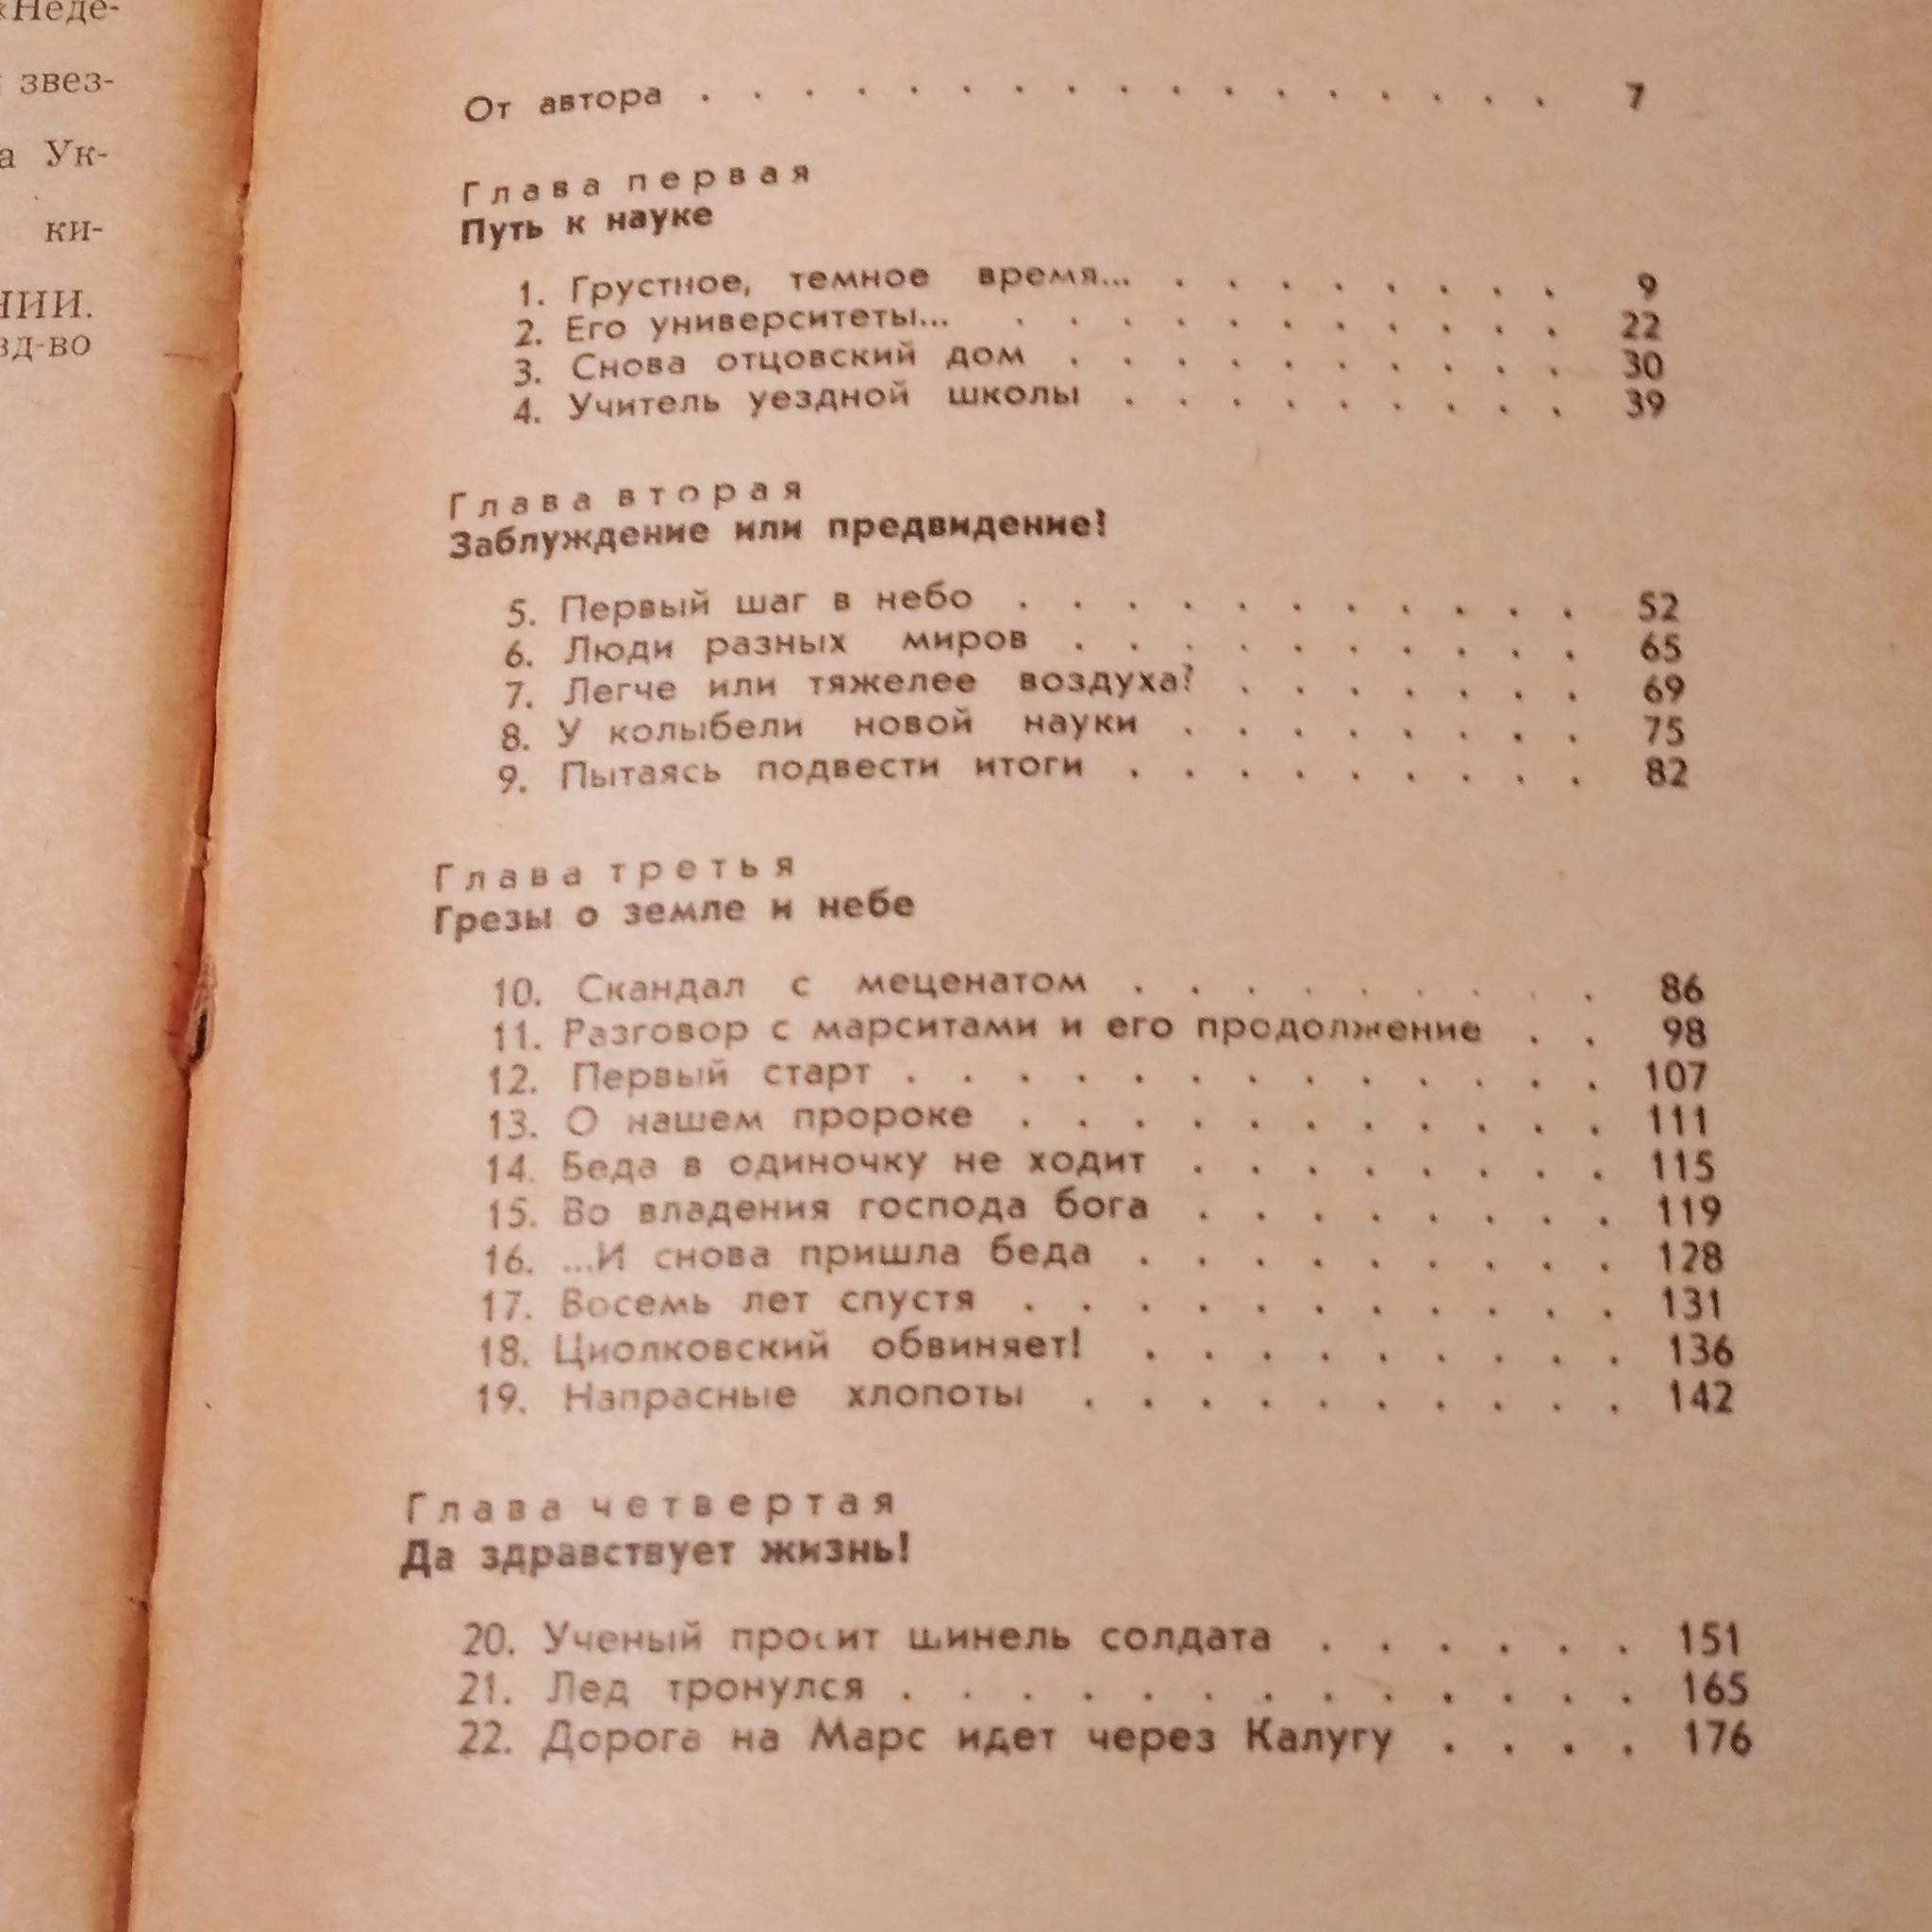 «Неде-
звез-
а Ук-
ки-
НИИ.
зд-во
От автора . . . . . . . . . . . . . . . . . 7
Глава первая
Путь к науке
1. Грустное, темное время... . . . . . . . . 9
2. Его университеты... . . . . . . . . . . . 22
3. Снова отцовский дом . . . . . . . . . . 30
4. Учитель уездной школы . . . . . . . . . 39
Глава вторая
Заблуждение или предвидение?
5. Первый шаг в небо . . . . . . . . . . . 52
6. Люди разных миров . . . . . . . . . . 65
7. Легче или тяжелее воздуха? . . . . . . . 69
8. У колыбели новой науки . . . . . . . . 75
9. Пытаясь подвести итоги . . . . . . . . . 82
Глава третья
Грезы о земле и небе
10. Скандал с меценатом . . . . . . . . . 86
11. Разговор с марситами и его продолжение . . 98
12. Первый старт . . . . . . . . . . . . . 107
13. О нашем пророке . . . . . . . . . . . 111
14. Беда в одиночку не ходит . . . . . . . . 115
15. Во владения господа бога . . . . . . . . 119
16. ...И снова пришла беда . . . . . . . . . 128
17. Восемь лет спустя . . . . . . . . . . . 131
18. Циолковский обвиняет! . . . . . . . . . 136
19. Напрасные хлопоты . . . . . . . . . . 142
Глава четвертая
Да здравствует жизнь!
20. Ученый просит шинель солдата . . . . . . 151
21. Лед тронулся . . . . . . . . . . . . . 165
22. Дорога на Марс идет через Калугу . . . . 176